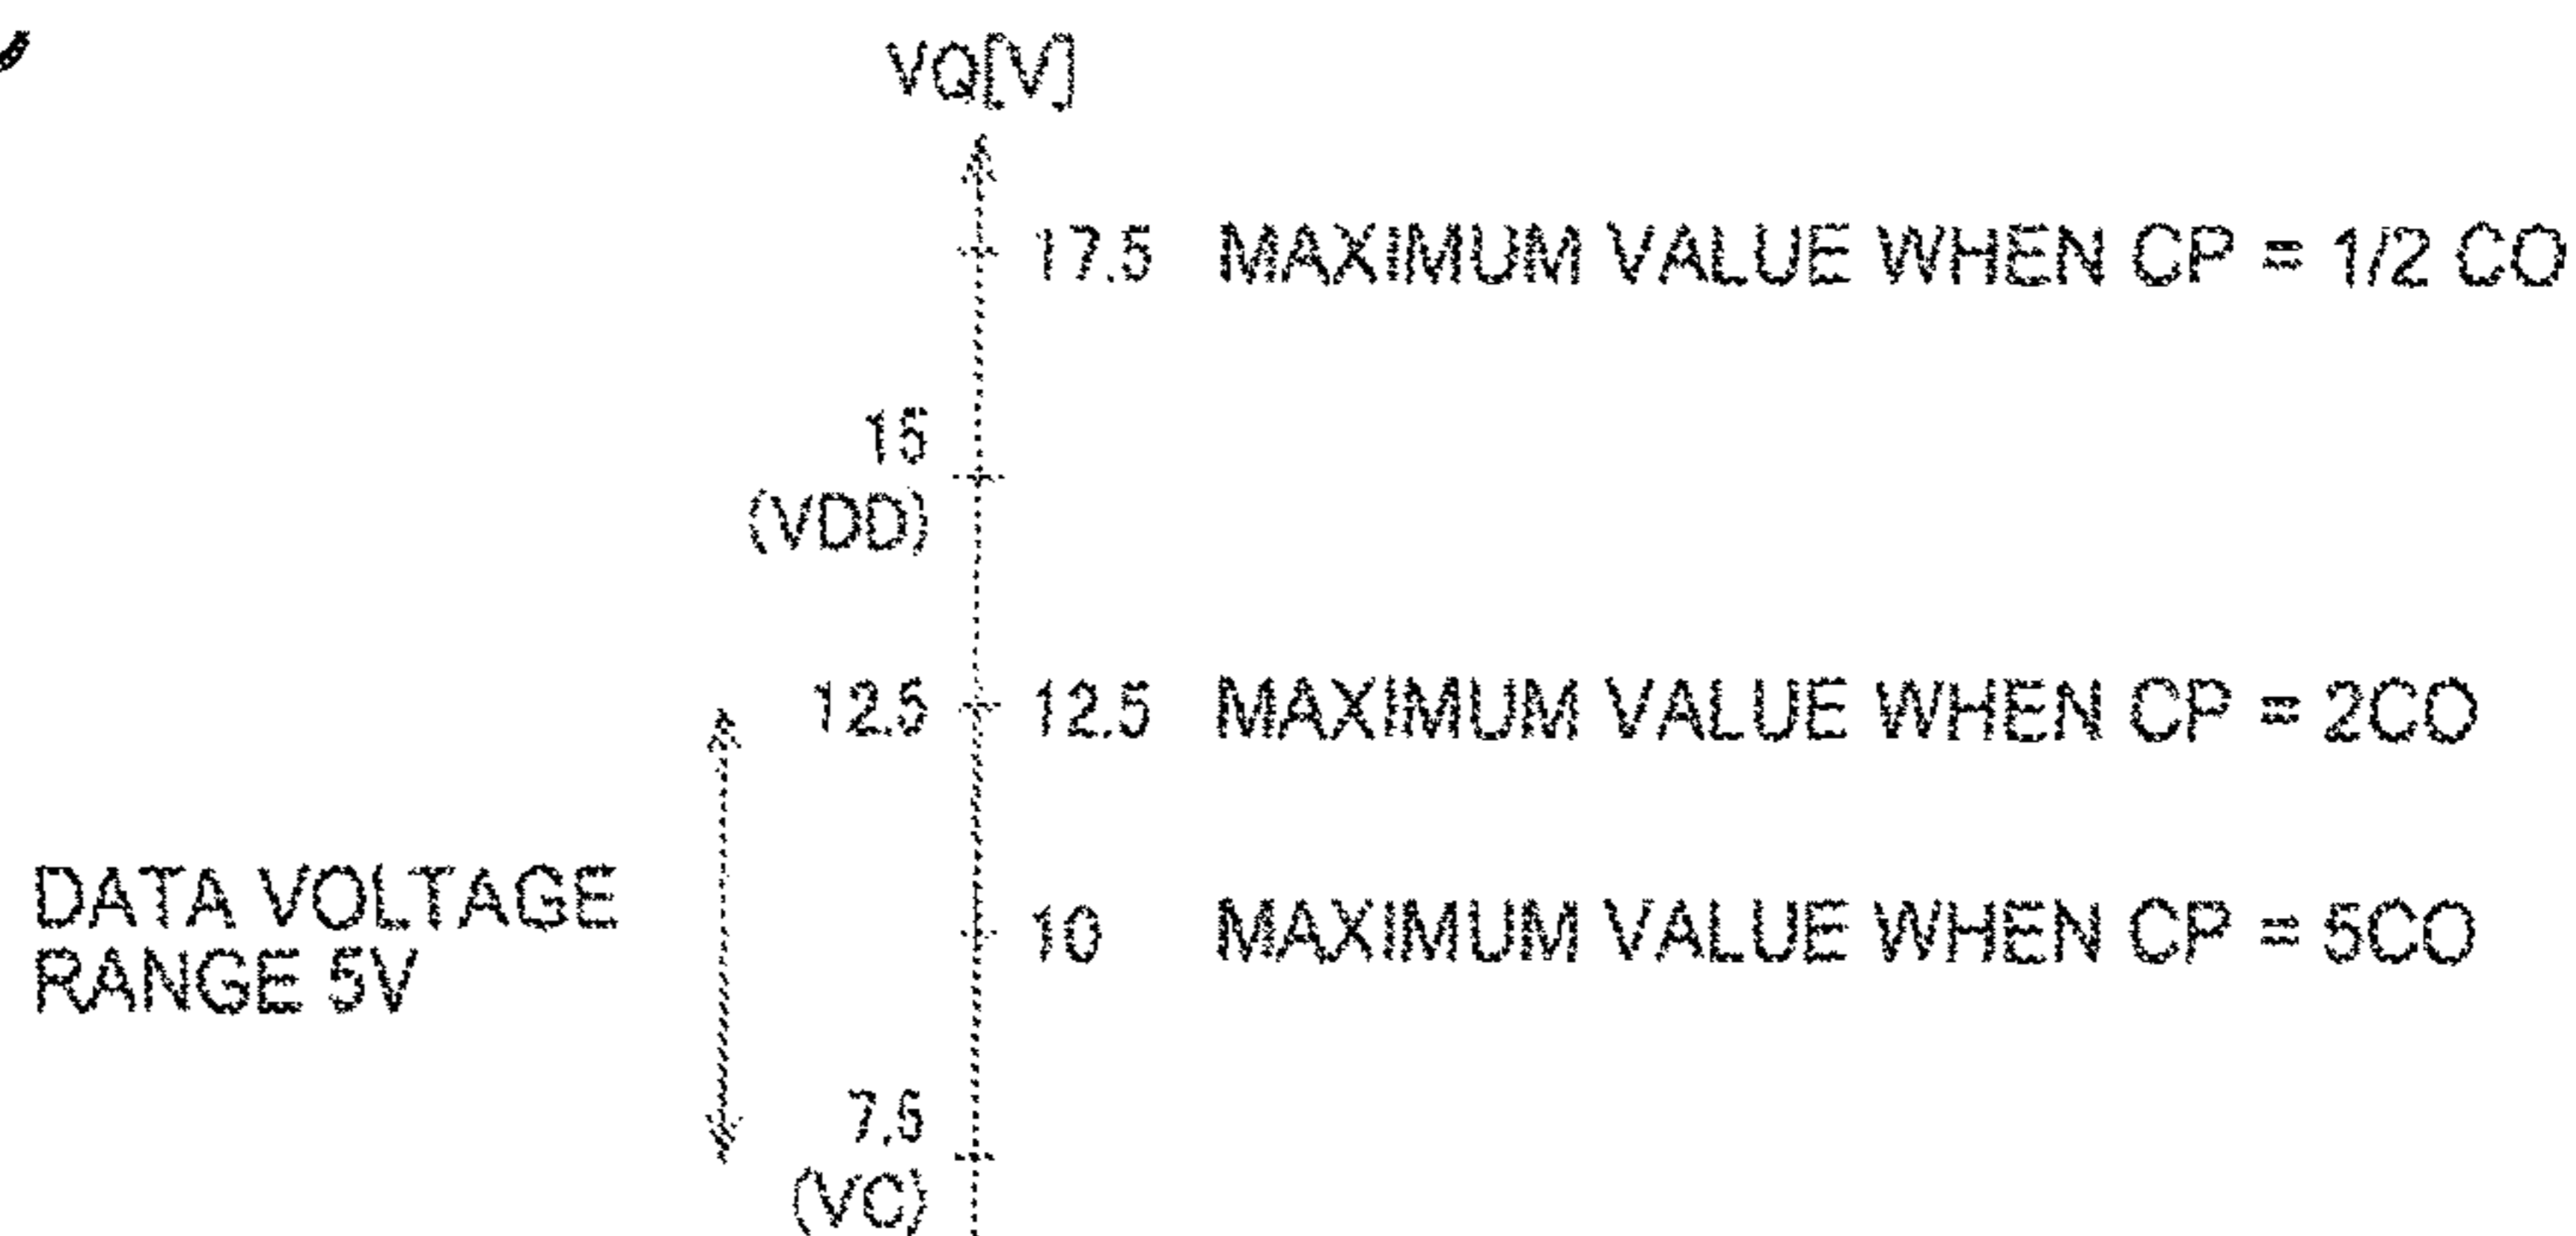 VQ[V]
17.5 MAXIMUM VALUE WHEN CP = 1/2 CO
15
(VDD)
12.5 12.5 MAXIMUM VALUE WHEN CP = 2CO
DATA VOLTAGE
RANGE 5V
10 MAXIMUM VALUE WHEN CP = 5CO
7.5
(VC)